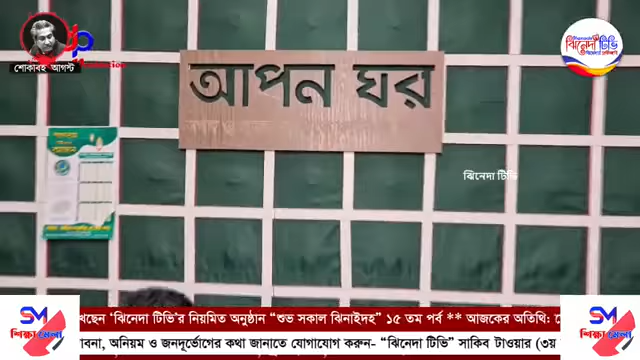 শোকাবহ আগস্ট
ঝিনেদা টিভি
আপন ঘর
ঝিনেদা টিভি
SM
শিক্ষা মেলা
খছেন ‘ঝিনেদা টিভি’র নিয়মিত অনুষ্ঠান “শুভ সকাল ঝিনাইদহ” ১৫ তম পর্ব ** আজকের অতিথি:
াবনা, অনিয়ম ও জনদূর্ভোগের কথা জানাতে যোগাযোগ করুন- “ঝিনেদা টিভি” সাকিব টাওয়ার (৩য়
SM
শিক্ষা মেলা